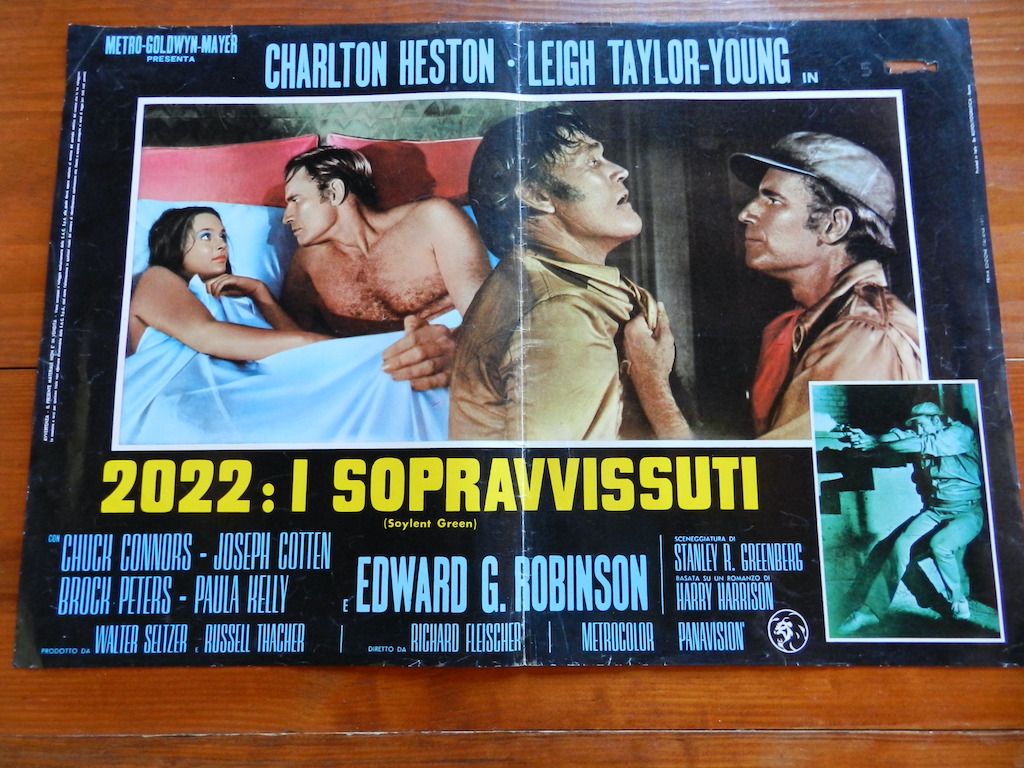 METRO-GOLDWYN-MAYER
PRESENTA
CHARLTON HESTON · LEIGH TAYLOR-YOUNG IN
5
2022: I SOPRAVVISSUTI
(Soylent Green)
CON CHUCK CONNORS - JOSEPH COTTEN
BROCK PETERS - PAULA KELLY
E EDWARD G. ROBINSON
SCENEGGIATURA DI
STANLEY R. GREENBERG
BASATA SU UN ROMANZO DI
HARRY HARRISON
PRODOTTO DA WALTER SELTZER E RUSSELL THACHER
DIRETTO DA RICHARD FLEISCHER
METROCOLOR PANAVISION